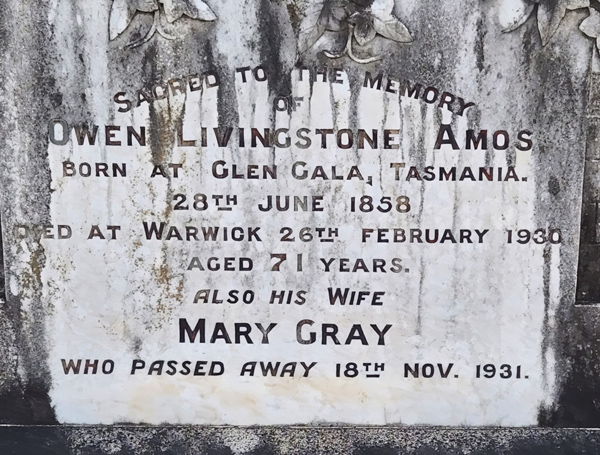 SACRED TO THE MEMORY
OF
OWEN LIVINGSTONE AMOS
BORN AT GLEN GALA, TASMANIA.
28TH JUNE 1858
DIED AT WARWICK 26TH FEBRUARY 1930
AGED 71 YEARS.
ALSO HIS WIFE
MARY GRAY
WHO PASSED AWAY 18TH NOV. 1931.